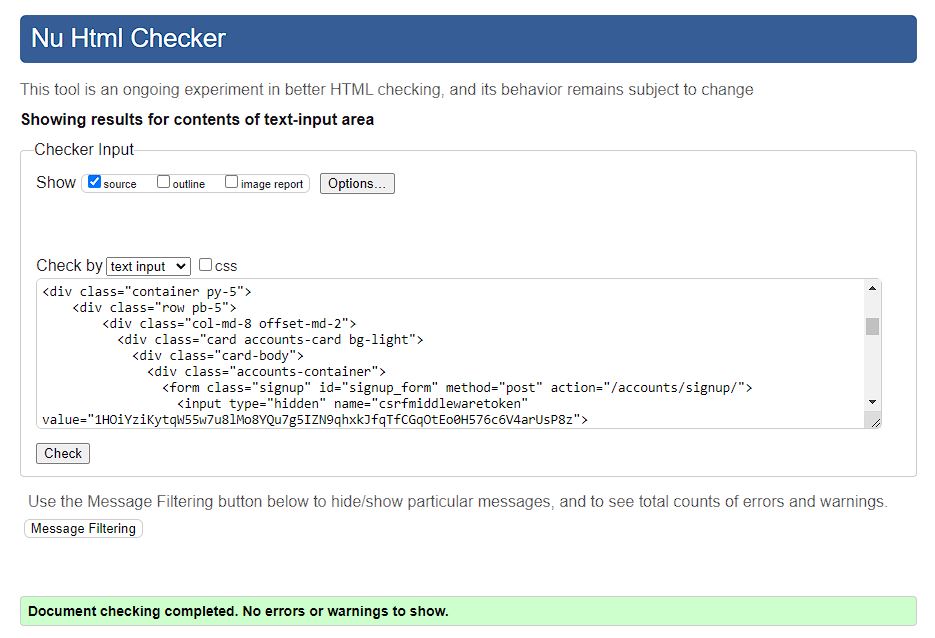 Nu Html Checker
This tool is an ongoing experiment in better HTML checking, and its behavior remains subject to change
Showing results for contents of text-input area
Checker Input
Show source outline image report Options...
Check by text input css
<div class="container py-5">
<div class="row pb-5">
<div class="col-md-8 offset-md-2">
<div class="card accounts-card bg-light">
<div class="card-body">
<div class="accounts-container">
<form class="signup" id="signup_form" method="post" action="/accounts/signup/">
<input type="hidden" name="csrfmiddlewaretoken"
value="1HOiYziKytqW55w7u8lMo8YQu7g5IZN9qhxkJfqTfCGqOtEo0H576c6V4arUsP8z">
Check
Use the Message Filtering button below to hide/show particular messages, and to see total counts of errors and warnings.
Message Filtering
Document checking completed. No errors or warnings to show.